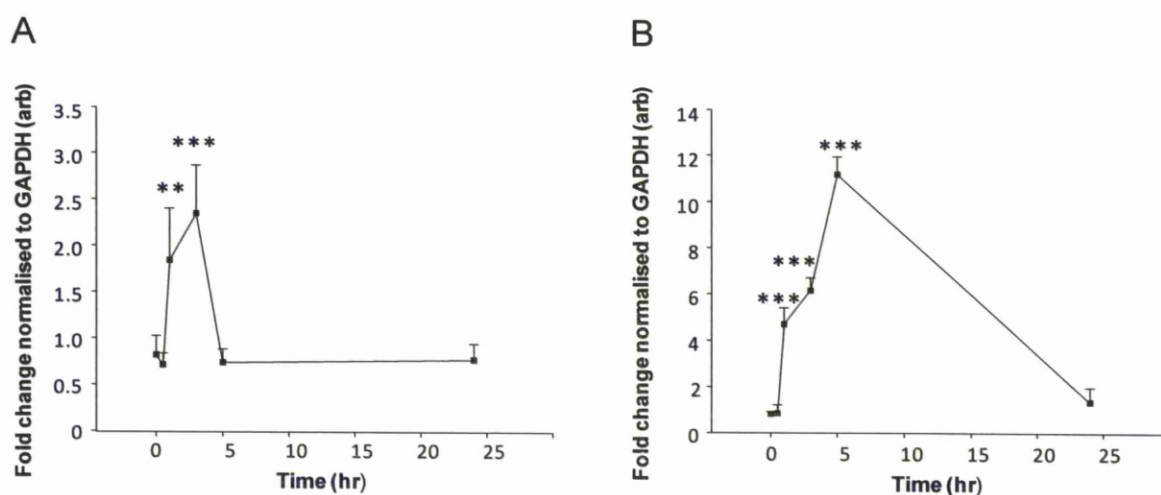 A
Fold change normalised to GAPDH (arb)
3.5
3.0
2.5
2.0
1.5
1.0
0.5
0
***
**
0 5 10 15 20 25
Time (hr)
B
Fold change normalised to GAPDH (arb)
14
12
10
8
6
4
2
0
***
***
***
0 5 10 15 20 25
Time (hr)